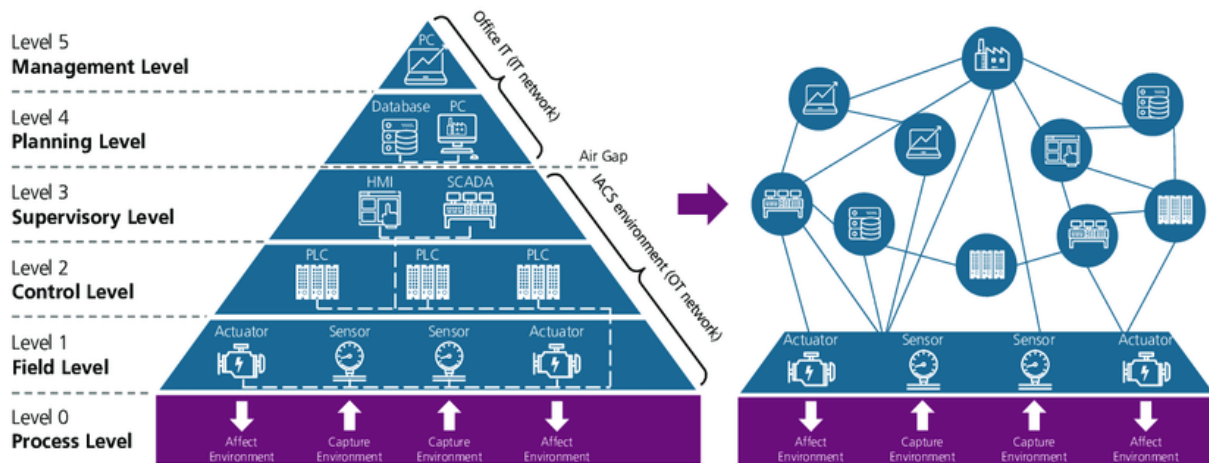 Level 5
Management Level
PC
Office IT (IT network)
Level 4
Planning Level
Database
PC
Air Gap
Level 3
Supervisory Level
HMI
SCADA
IACS environment (OT network)
Level 2
Control Level
PLC
PLC
PLC
Level 1
Field Level
Actuator
Sensor
Sensor
Actuator
Level 0
Process Level
Affect
Environment
Capture
Environment
Capture
Environment
Affect
Environment
Actuator
Sensor
Sensor
Actuator
Affect
Environment
Capture
Environment
Capture
Environment
Affect
Environment